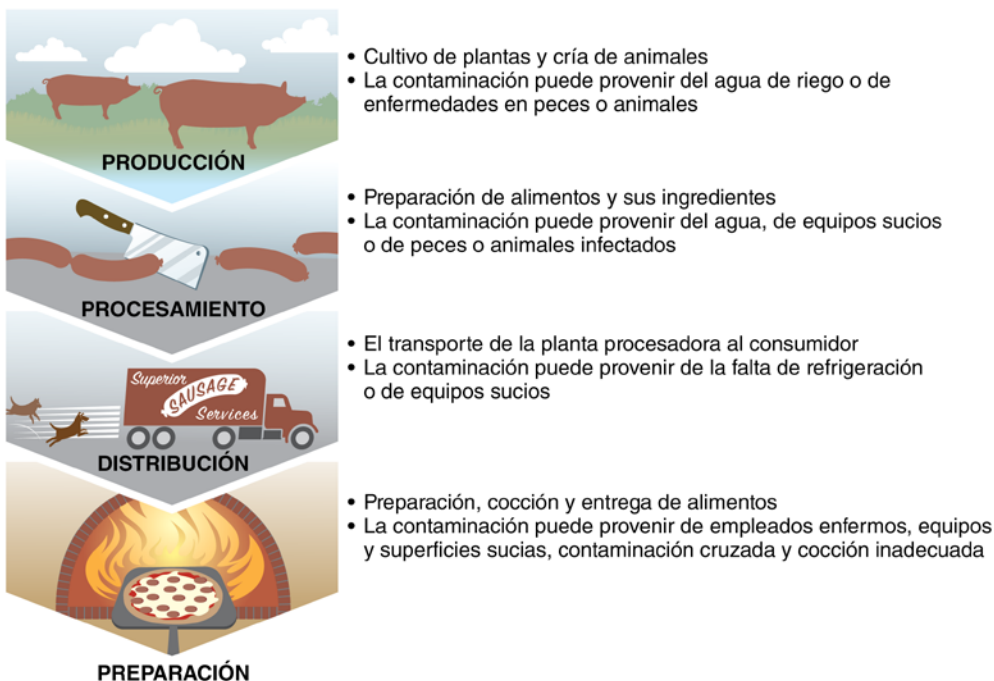 • Cultivo de plantas y cría de animales
• La contaminación puede provenir del agua de riego o de
enfermedades en peces o animales
PRODUCCIÓN
• Preparación de alimentos y sus ingredientes
• La contaminación puede provenir del agua, de equipos sucios
o de peces o animales infectados
PROCESAMIENTO
• El transporte de la planta procesadora al consumidor
• La contaminación puede provenir de la falta de refrigeración
o de equipos sucios
Superior
SAUSAGE
Services
DISTRIBUCIÓN
• Preparación, cocción y entrega de alimentos
• La contaminación puede provenir de empleados enfermos, equipos
y superficies sucias, contaminación cruzada y cocción inadecuada
PREPARACIÓN